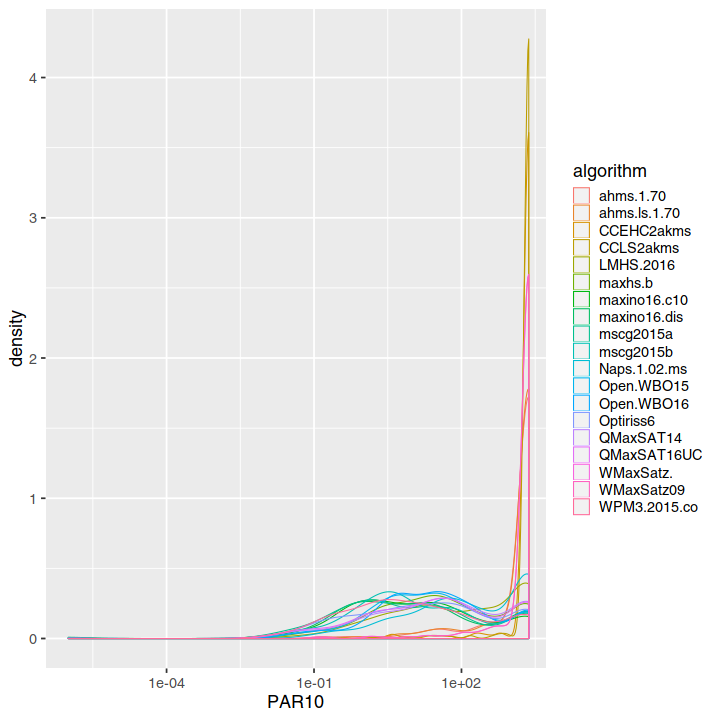 4
3
2
1
0
density
1e-04
1e-01
1e+02
PAR10
algorithm
ahms.1.70
ahms.ls.1.70
CCEHC2akms
CCLS2akms
LMHS.2016
maxhs.b
maxino16.c10
maxino16.dis
mscg2015a
mscg2015b
Naps.1.02.ms
Open.WBO15
Open.WBO16
Optiriss6
QMaxSAT14
QMaxSAT16UC
WMaxSatz.
WMaxSatz09
WPM3.2015.co